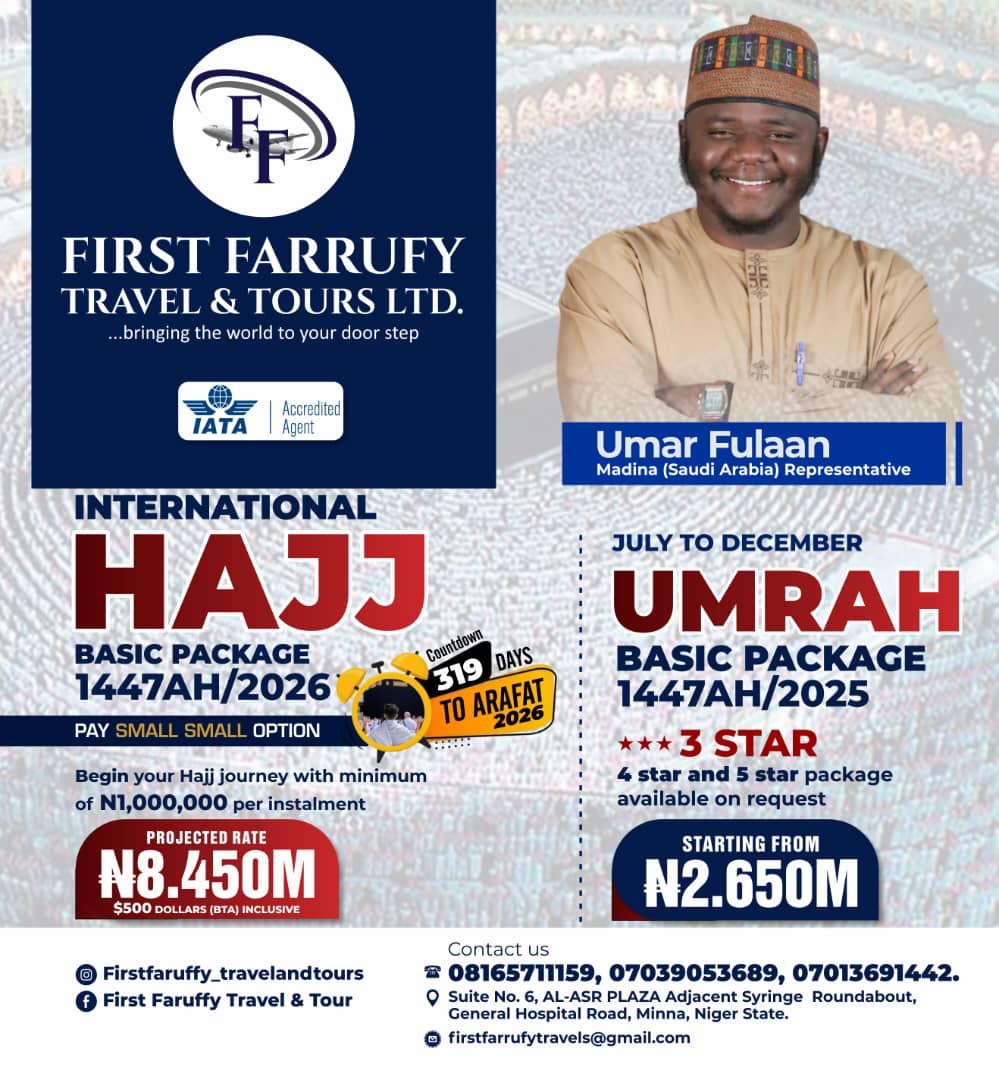 FF
FIRST FARRUFY
TRAVEL & TOURS LTD.
...bringing the world to your door step
IATA
Accredited
Agent
Umar Fulaan
Madina (Saudi Arabia) Representative
INTERNATIONAL
HAJJ
BASIC PACKAGE
1447AH/2026
Countdown
319 DAYS
TO ARAFAT
2026
PAY SMALL SMALL OPTION
Begin your Hajj journey with minimum
of N1,000,000 per instalment
PROJECTED RATE
₦8.450M
$500 DOLLARS (BTA) INCLUSIVE
JULY TO DECEMBER
UMRAH
BASIC PACKAGE
1447AH/2025
3 STAR
4 star and 5 star package
available on request
STARTING FROM
₦2.650M
Firstfaruffy_travelandtours
First Faruffy Travel & Tour
Contact us
08165711159, 07039053689, 07013691442.
Suite No. 6, AL-ASR PLAZA Adjacent Syringe Roundabout,
General Hospital Road, Minna, Niger State.
firstfarrufytravels@gmail.com